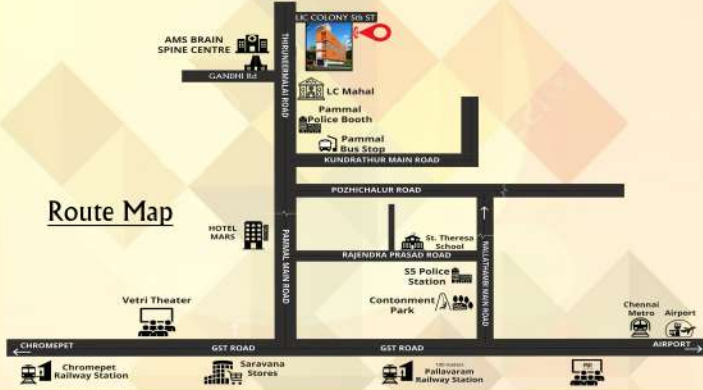 LIC COLONY 5th ST
AMS BRAIN
SPINE CENTRE
GANDHI Rd
THIRUNEERMALAI ROAD
LC Mahal
Pammal
Police Booth
Pammal
Bus Stop
KUNDRATHUR MAIN ROAD
POZHICHALUR ROAD
Route Map
HOTEL
MARS
PAMMAL MAIN ROAD
St. Theresa
School
RAJENDRA PRASAD ROAD
NALLATHAMBI MAIN ROAD
S5 Police
Station
Contonment
Park
Vetri Theater
Chennai
Metro
Airport
CHROMEPET
GST ROAD
GST ROAD
AIRPORT
Chromepet
Railway Station
Saravana
Stores
Pallavaram
Railway Station